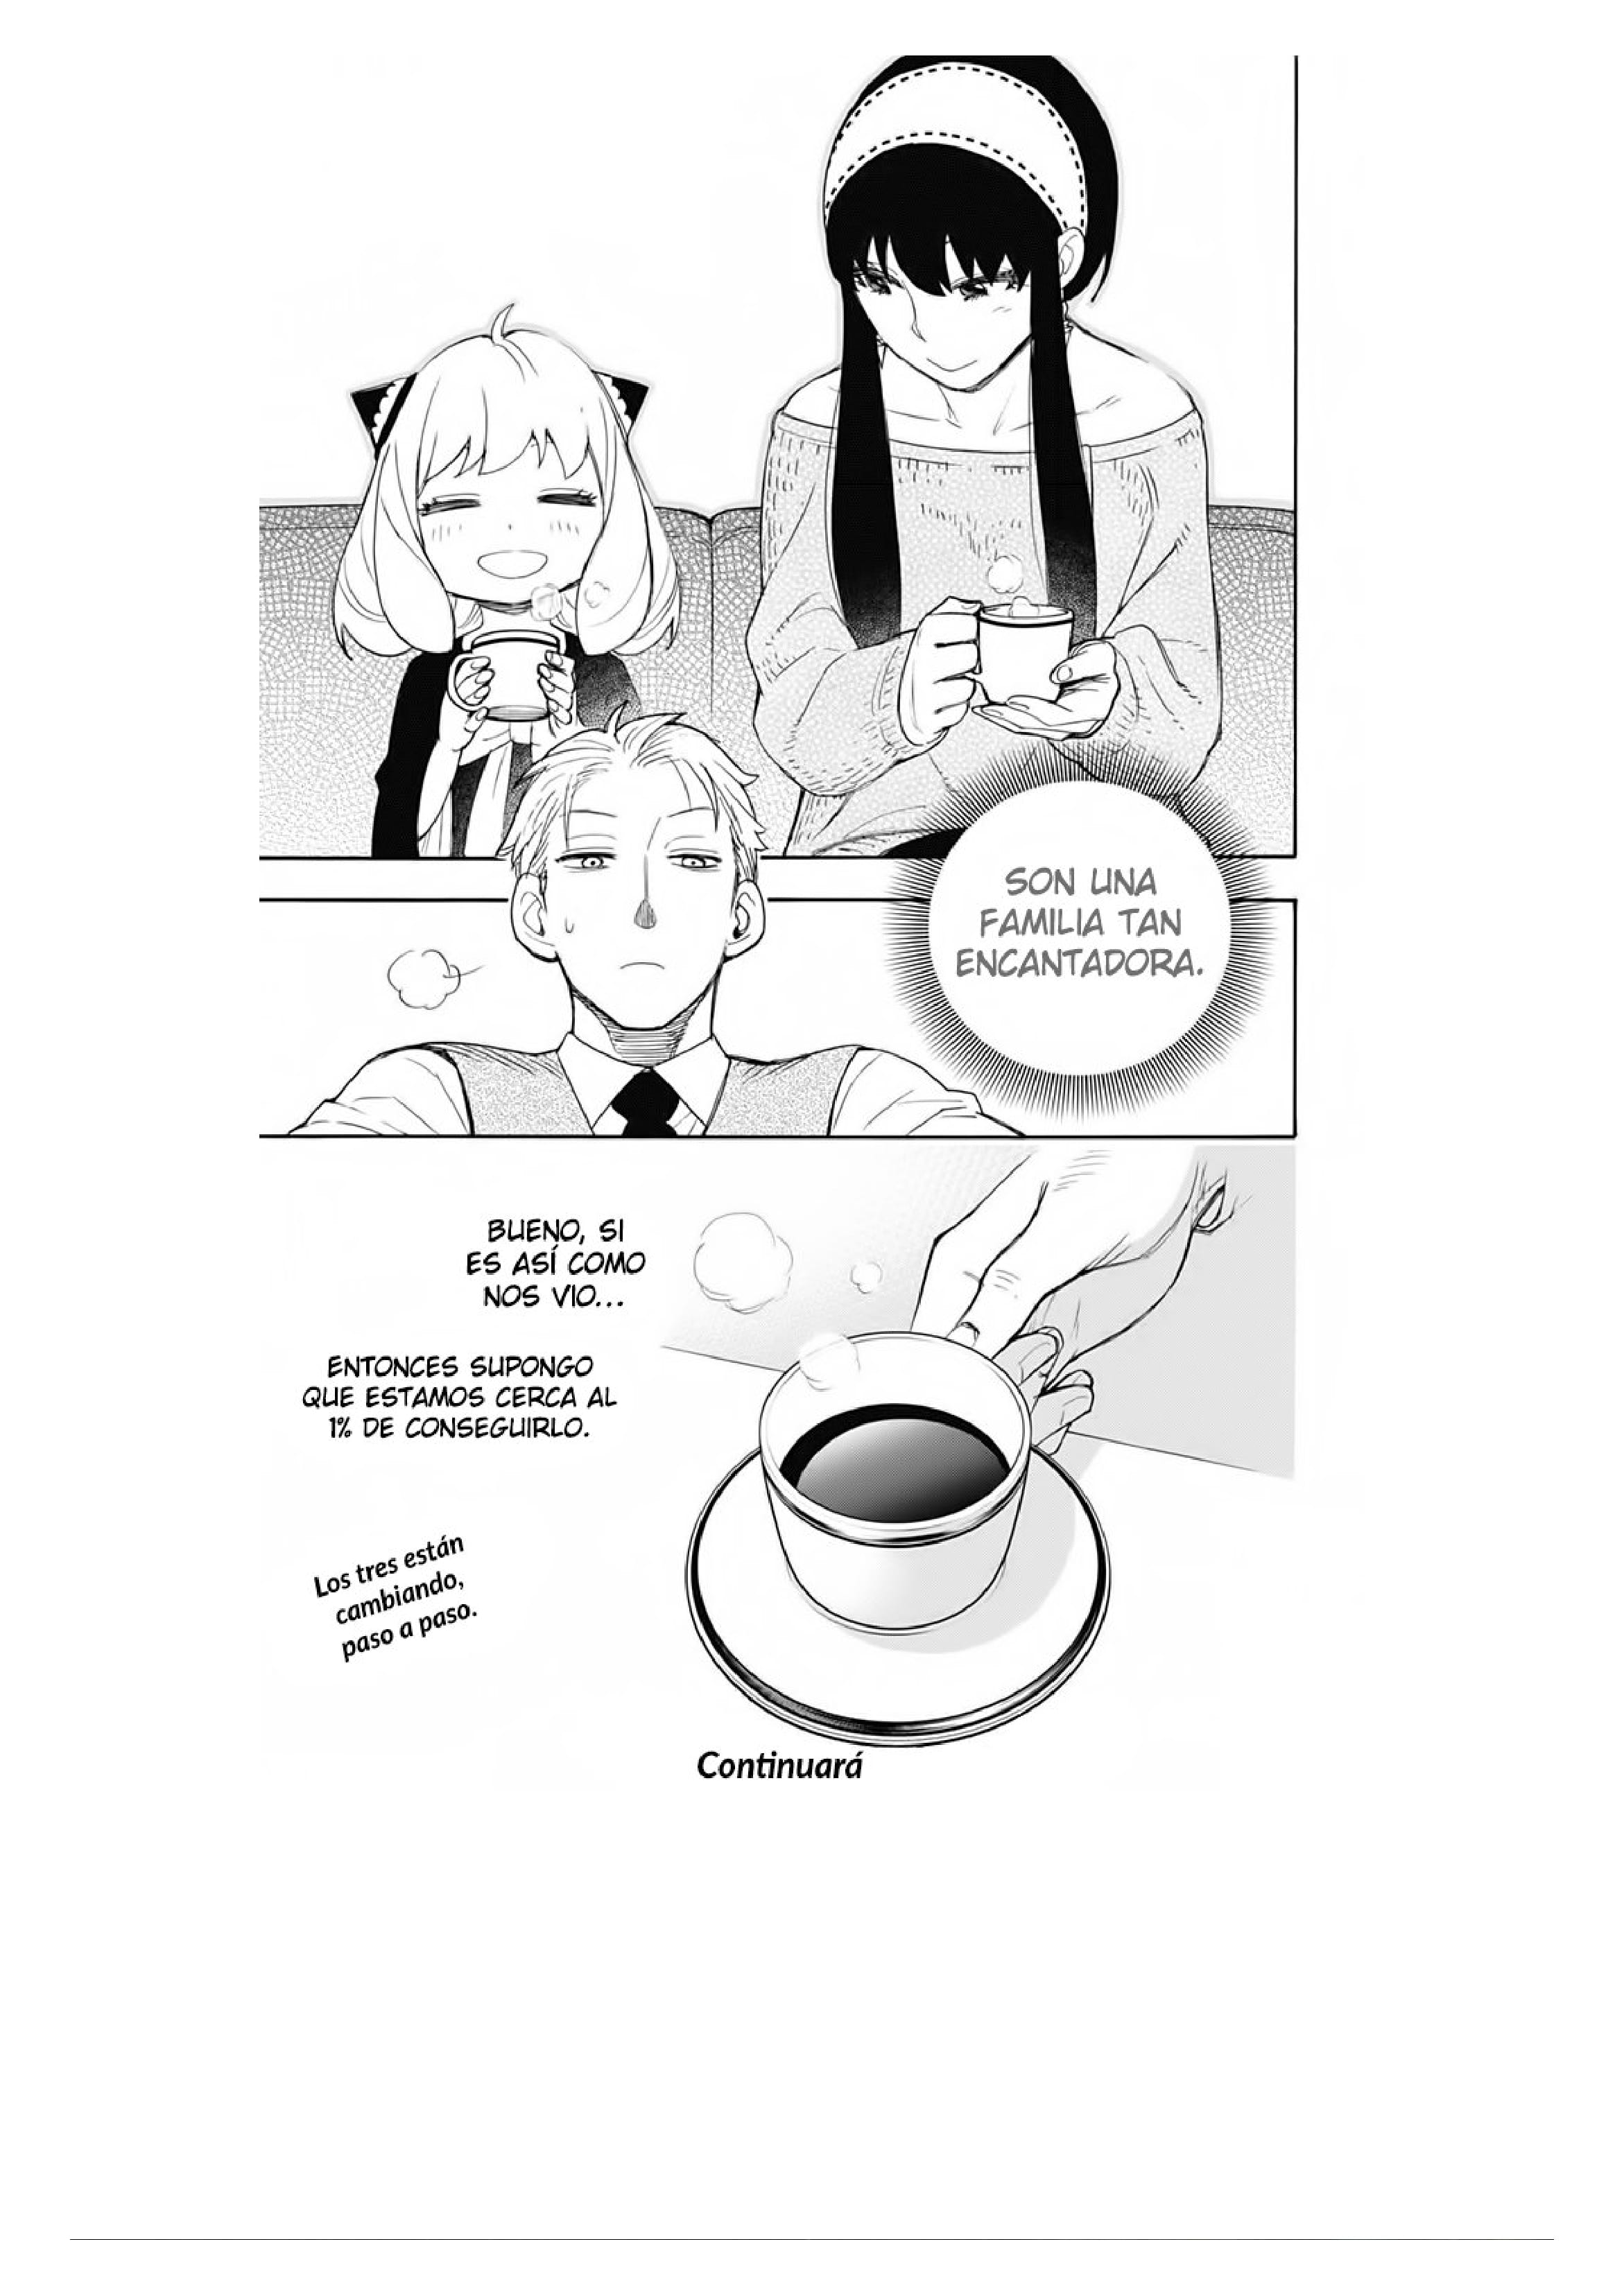 SON UNA
FAMILIA TAN
ENCANTADORA.
BUENO, SI
ES ASÍ COMO
NOS VIO...
ENTONCES SUPONGO
QUE ESTAMOS CERCA AL
1% DE CONSEGUIRLO.
Los tres están
cambiando,
paso a paso.
Continuará